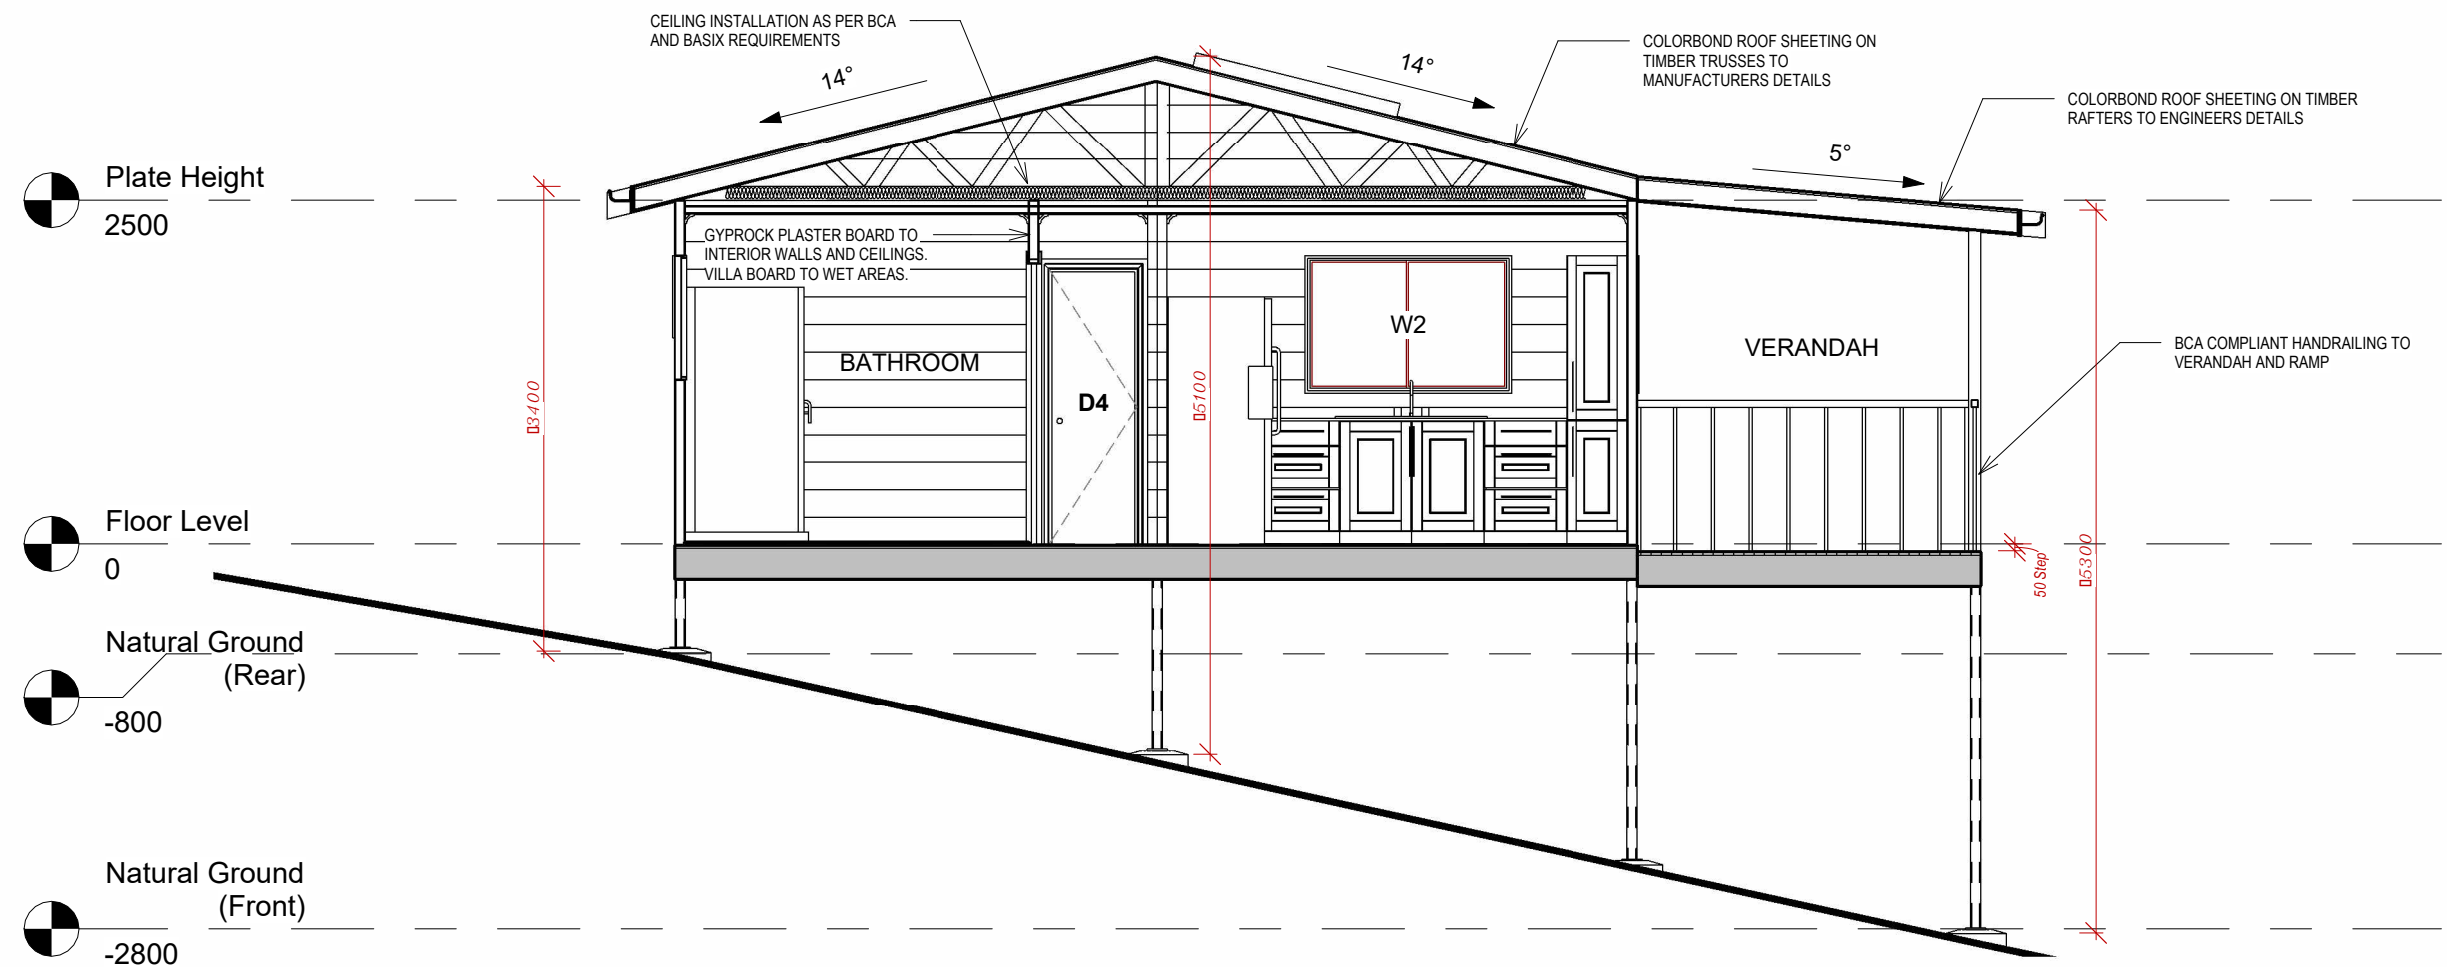 CEILING INSTALLATION AS PER BCA
AND BASIX REQUIREMENTS
14°
14°
COLORBOND ROOF SHEETING ON
TIMBER TRUSSES TO
MANUFACTURERS DETAILS
COLORBOND ROOF SHEETING ON TIMBER
RAFTERS TO ENGINEERS DETAILS
5°
Plate Height
2500
GYPROCK PLASTER BOARD TO
INTERIOR WALLS AND CEILINGS.
VILLA BOARD TO WET AREAS.
W2
BATHROOM
VERANDAH
BCA COMPLIANT HANDRAILING TO
VERANDAH AND RAMP
D4
▯3400
▯5100
Floor Level
0
50 Step
▯5300
Natural Ground
(Rear)
-800
Natural Ground
(Front)
-2800